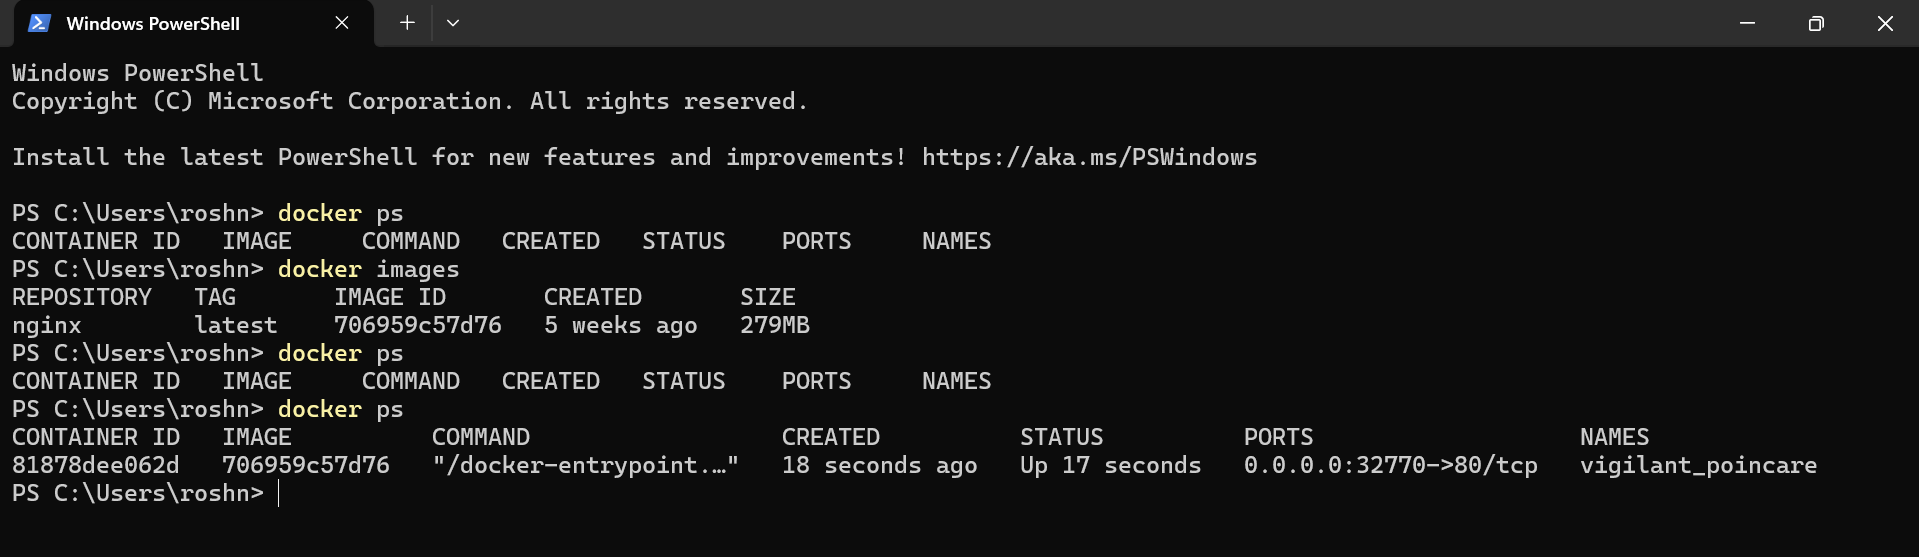 Windows PowerShell
Windows PowerShell
Copyright (C) Microsoft Corporation. All rights reserved.
Install the latest PowerShell for new features and improvements! https://aka.ms/PSWindows
PS C:\Users\roshn> docker ps
CONTAINER ID   IMAGE     COMMAND   CREATED   STATUS    PORTS     NAMES
PS C:\Users\roshn> docker images
REPOSITORY   TAG       IMAGE ID       CREATED       SIZE
nginx        latest    706959c57d76   5 weeks ago   279MB
PS C:\Users\roshn> docker ps
CONTAINER ID   IMAGE     COMMAND   CREATED   STATUS    PORTS     NAMES
PS C:\Users\roshn> docker ps
CONTAINER ID   IMAGE          COMMAND                  CREATED          STATUS          PORTS                   NAMES
81878dee062d   706959c57d76   "/docker-entrypoint.…"   18 seconds ago   Up 17 seconds   0.0.0.0:32770->80/tcp   vigilant_poincare
PS C:\Users\roshn>